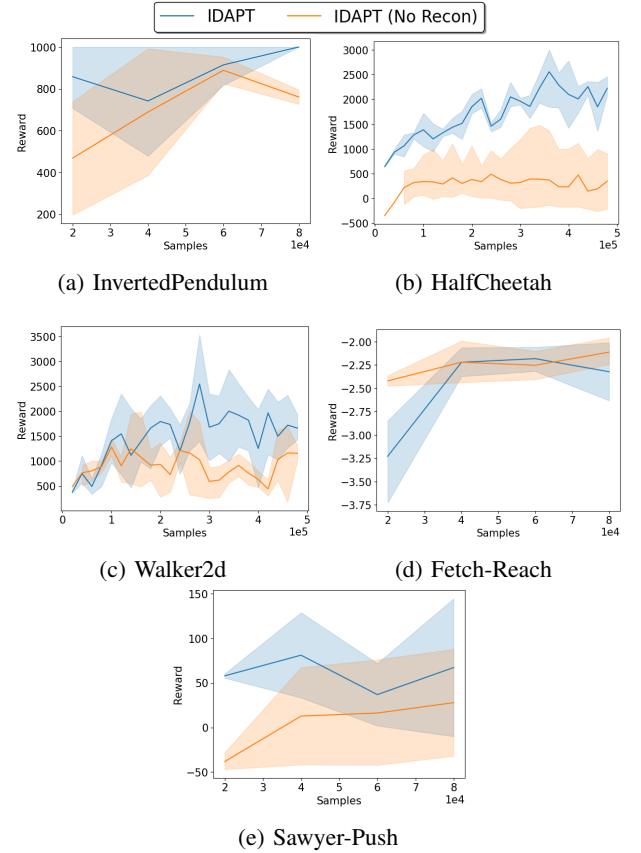 IDAPT IDAPT (No Recon)
1000
800
600
400
200
Reward
2 3 4 5 6 7 8
Samples 1e4
(a) InvertedPendulum
3000
2500
2000
1500
1000
500
0
−500
Reward
0 1 2 3 4 5
Samples 1e5
(b) HalfCheetah
3500
3000
2500
2000
1500
1000
500
Reward
0 1 2 3 4 5
Samples 1e5
(c) Walker2d
−2.00
−2.25
−2.50
−2.75
−3.00
−3.25
−3.50
−3.75
Reward
2 3 4 5 6 7 8
Samples 1e4
(d) Fetch-Reach
150
100
50
0
−50
Reward
2 3 4 5 6 7 8
Samples 1e4
(e) Sawyer-Push